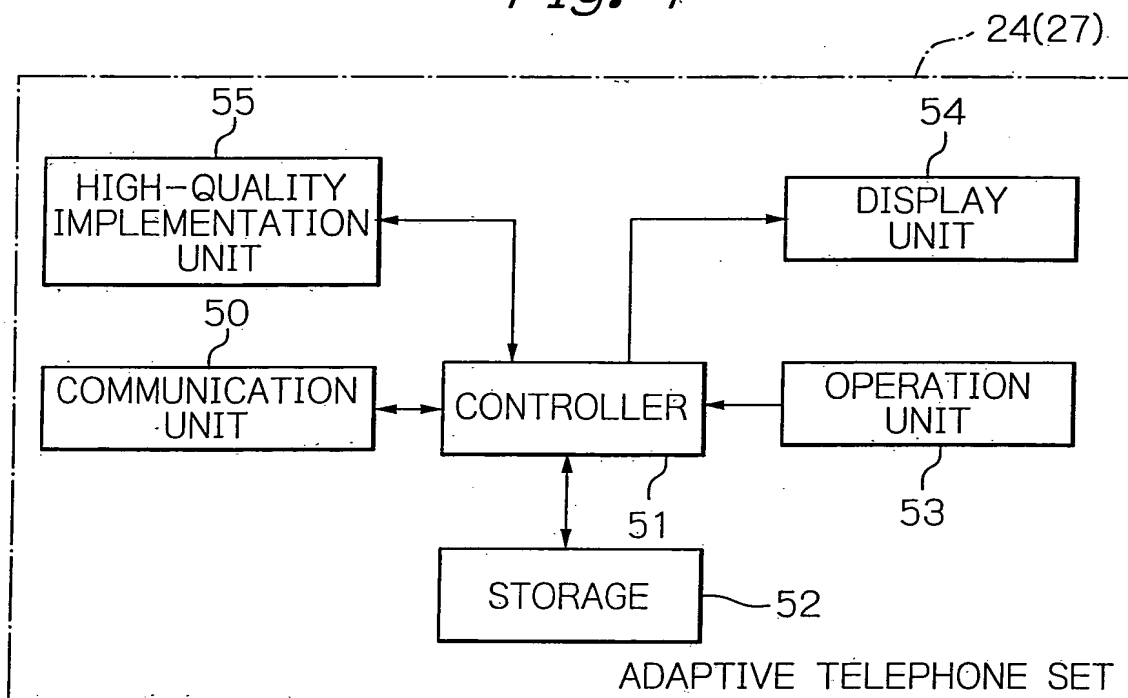 24(27)
55
HIGH-QUALITY
IMPLEMENTATION
UNIT
54
DISPLAY
UNIT
50
COMMUNICATION
UNIT
CONTROLLER
51
OPERATION
UNIT
53
STORAGE
52
ADAPTIVE TELEPHONE SET